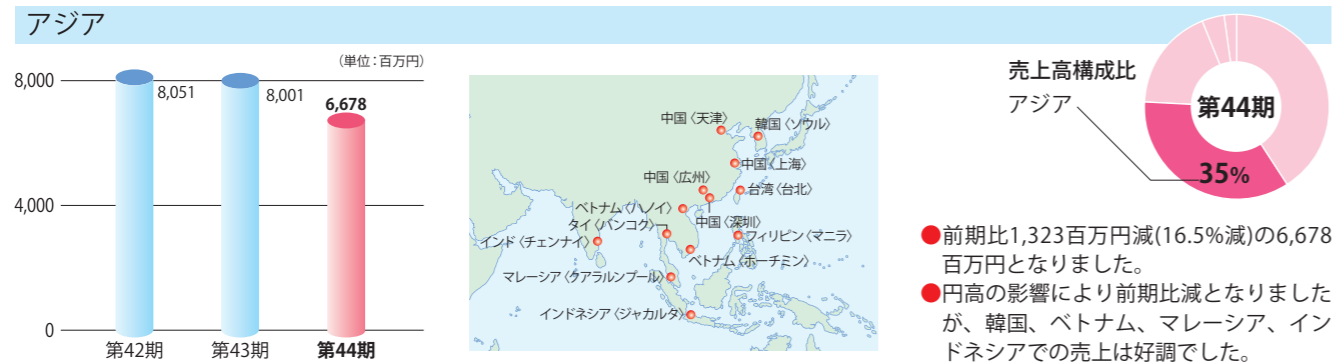 アジア
(単位：百万円)
8,000
4,000
0
8,051
8,001
6,678
第42期
第43期
第44期
中国〈天津〉
韓国〈ソウル〉
中国〈上海〉
中国〈広州〉
台湾〈台北〉
ベトナム〈ハノイ〉
中国〈深圳〉
タイ〈バンコク〉
フィリピン〈マニラ〉
インド〈チェンナイ〉
ベトナム〈ホーチミン〉
マレーシア〈クアラルンプール〉
インドネシア〈ジャカルタ〉
売上高構成比
アジア
第44期
35%
●前期比1,323百万円減(16.5%減)の6,678
百万円となりました。
●円高の影響により前期比減となりました
が、韓国、ベトナム、マレーシア、イン
ドネシアでの売上は好調でした。